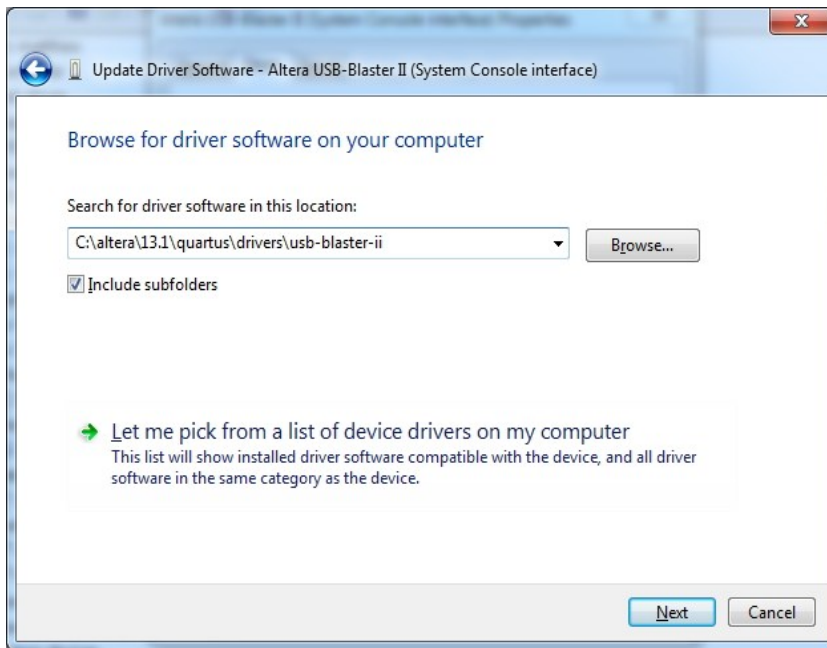 Update Driver Software - Altera USB-Blaster II (System Console interface)
Browse for driver software on your computer
Search for driver software in this location:
C:\altera\13.1\quartus\drivers\usb-blaster-ii
Browse...
Include subfolders
Let me pick from a list of device drivers on my computer
This list will show installed driver software compatible with the device, and all driver
software in the same category as the device.
Next
Cancel